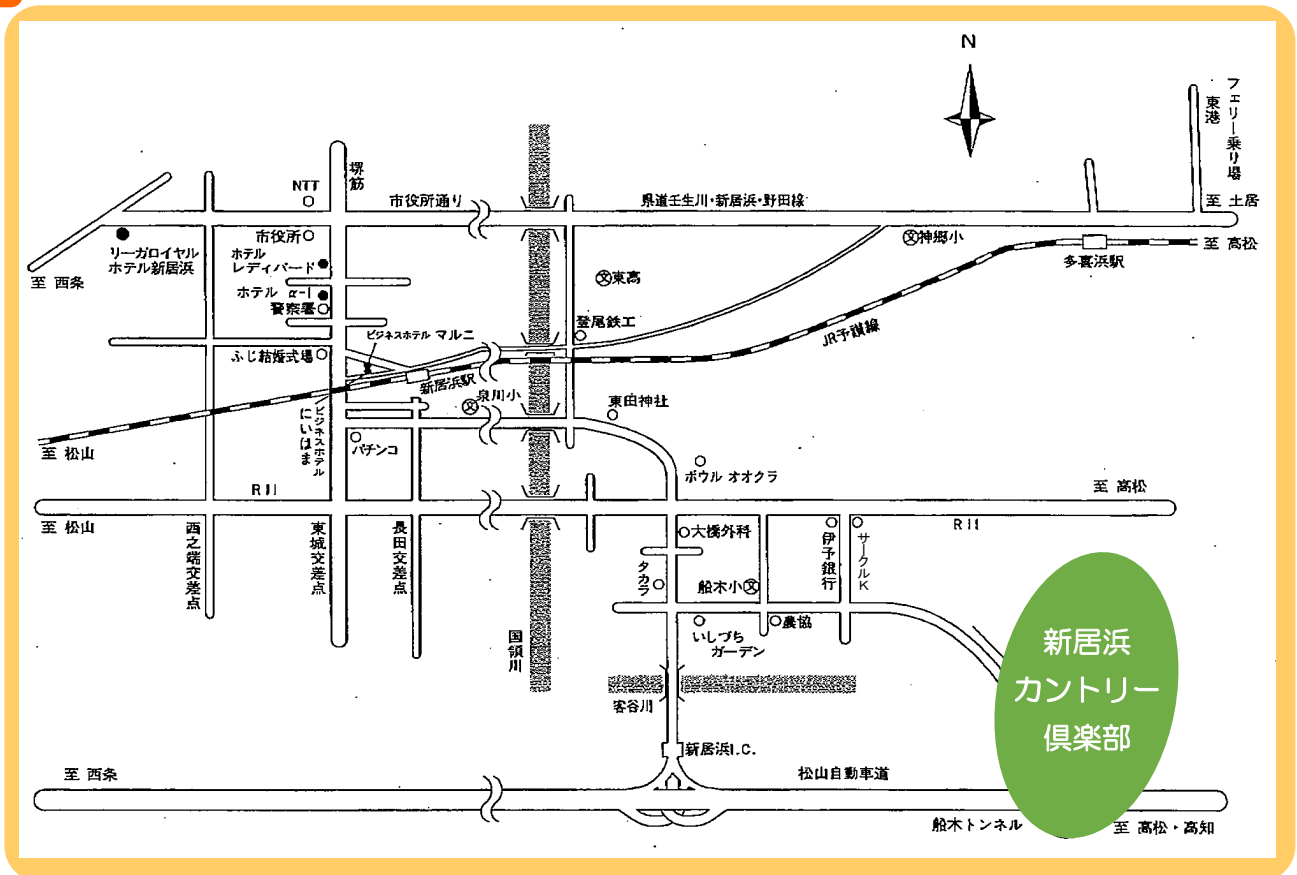 N
フェリー乗り場
東港
堺筋
NTT
市役所通り
県道壬生川・新居浜・野田線
至 土居
市役所
リーガロイヤル
ホテル新居浜
ホテル
レディバード
文神郷小
至 高松
多喜浜駅
至 西条
文東高
ホテル α-1
警察署
登尾鉄工
ビジネスホテル マルニ
JR予讃線
ふじ結婚式場
新居浜駅
文泉川小
東田神社
ビジネスホテル
にいはま
至 松山
パチンコ
ボウル オオクラ
R11
至 高松
至 松山
R11
西之端交差点
東城交差点
長田交差点
大橋外科
伊予銀行
サークルK
タカラ
船木小文
農協
いしづち
ガーデン
国領川
客谷川
新居浜
カントリー
倶楽部
新居浜I.C.
至 西条
松山自動車道
船木トンネル
至 高松・高知